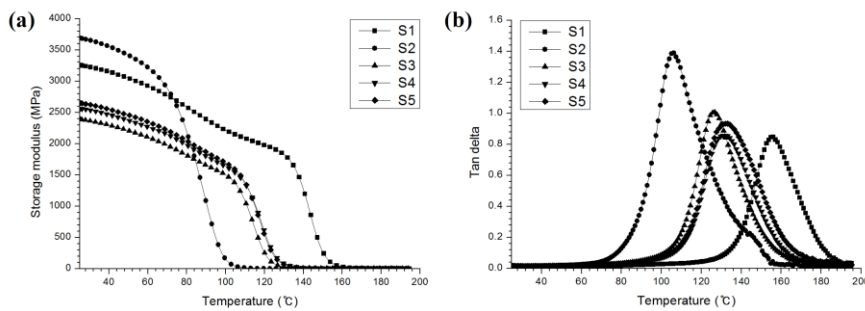 (a)
Storage modulus (MPa)
4000
3500
3000
2500
2000
1500
1000
500
0
40 60 80 100 120 140 160 180 200
Temperature (℃)
S1
S2
S3
S4
S5
(b)
Tan delta
1.6
1.4
1.2
1.0
0.8
0.6
0.4
0.2
0.0
40 60 80 100 120 140 160 180 200
Temperature (℃)
S1
S2
S3
S4
S5